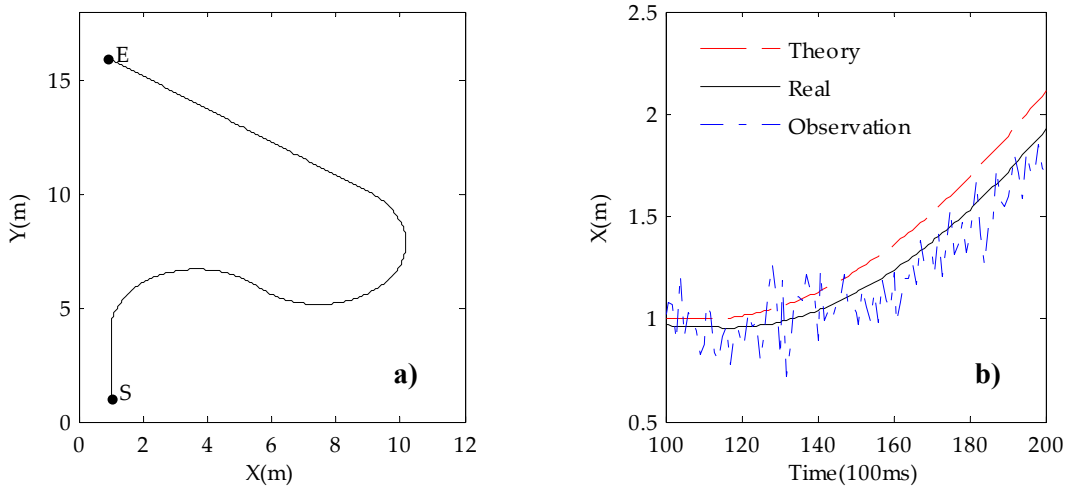 E
S
a)
15
10
5
0
0 2 4 6 8 10 12
Y(m)
X(m)
Theory
Real
Observation
b)
2.5
2
1.5
1
0.5
100 120 140 160 180 200
X(m)
Time(100ms)